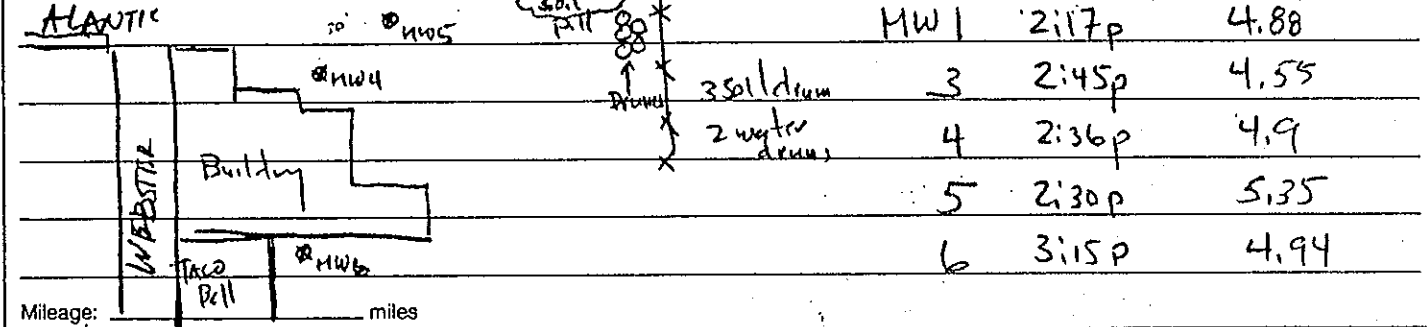 ALANTIC
MW5
Soil
pill
MW1 2:17p 4.88
MW4
3 soil drum
3 2:45p 4.55
Drums
2 water
drums
4 2:36p 4.9
WEBSTER
Building
5 2:30p 5.35
MW6
6 3:15p 4.94
TACO
Bell
Mileage: miles